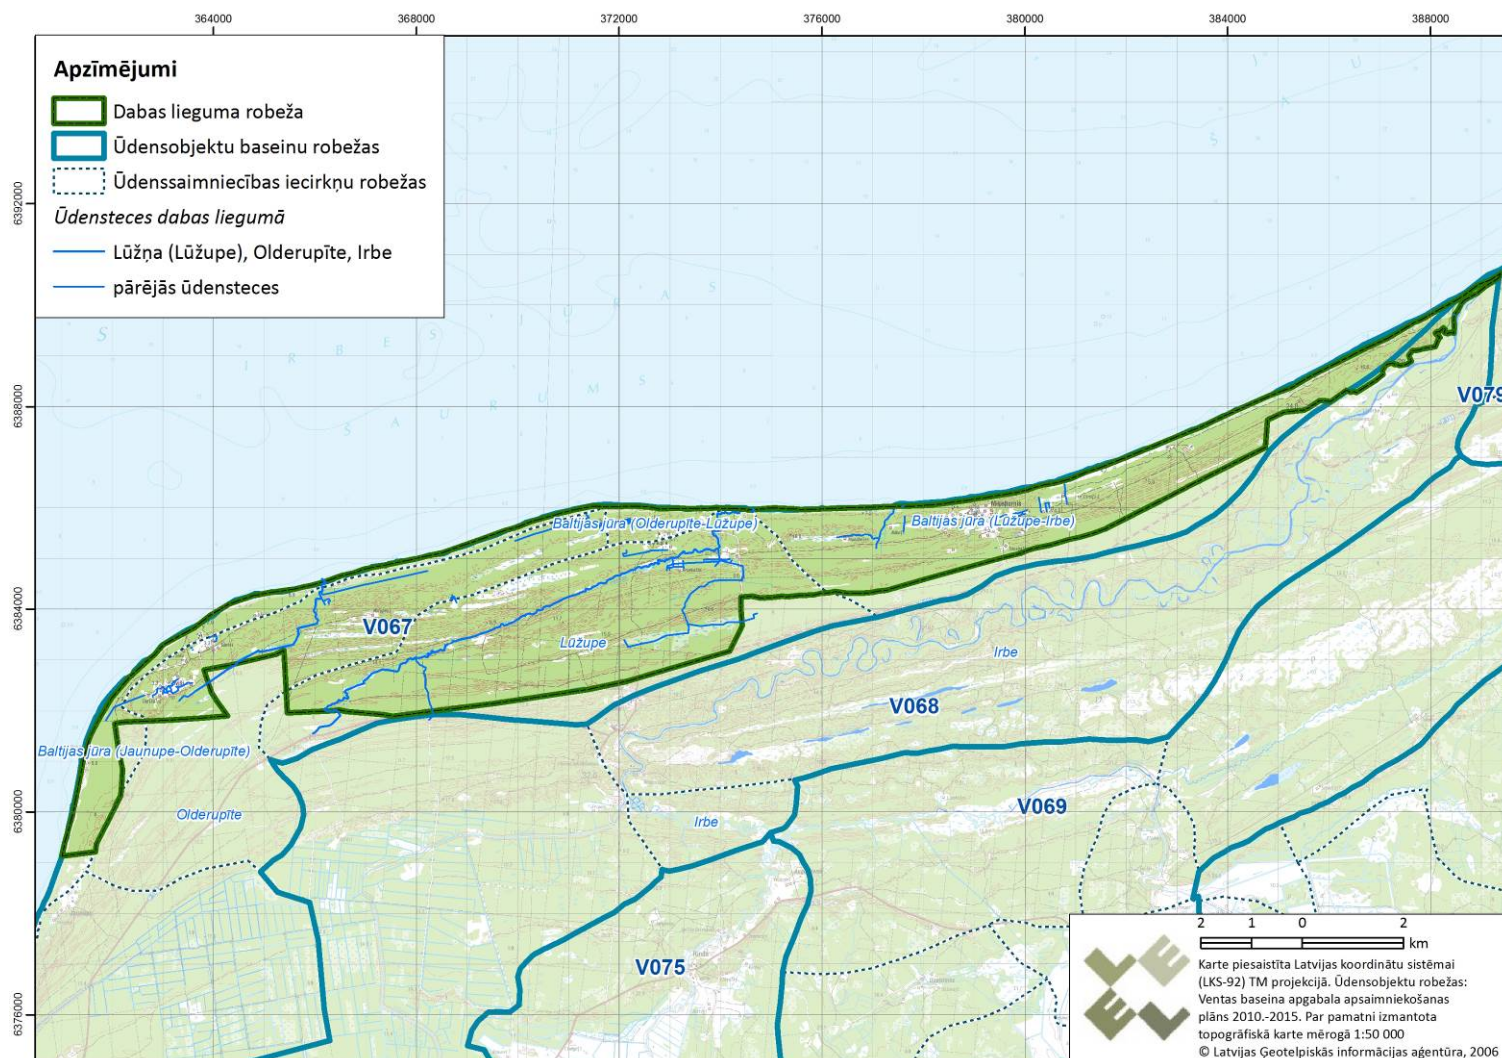 364000
368000
372000
376000
380000
384000
388000
Apzīmējumi
Dabas lieguma robeža
Ūdensobjektu baseinu robežas
Ūdenssaimniecības iecirkņu robežas
Ūdensteces dabas liegumā
Lūžņa (Lūžupe), Olderupīte, Irbe
pārējās ūdensteces
6392000
6388000
6384000
6380000
6376000
S I R B E S
Š A U R U M S
J Ū R A S
V079
Baltijas jūra (Olderupīte-Lūžupe)
Baltijas jūra (Lūžupe-Irbe)
V067
Lūžupe
Irbe
V068
Baltijas jūra (Jaunupe-Olderupīte)
Olderupīte
Irbe
V069
V075
2 1 0 2
km
Karte piesaistīta Latvijas koordinātu sistēmai
(LKS-92) TM projekcijā. Ūdensobjektu robežas:
Ventas baseina apgabala apsaimniekošanas
plāns 2010.-2015. Par pamatni izmantota
topogrāfiskā karte mērogā 1:50 000
© Latvijas Ģeotelpiskās informācijas aģentūra, 2006